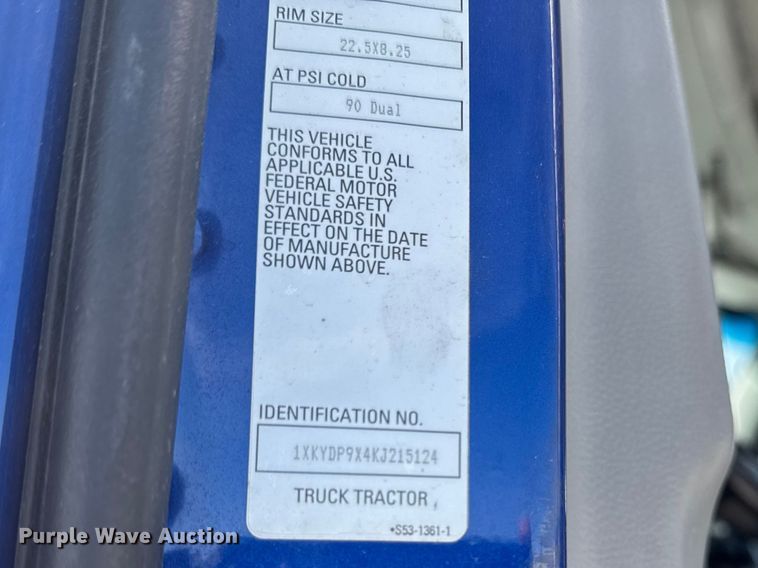 RIM SIZE
22.5X8.25
AT PSI COLD
90 Dual
THIS VEHICLE
CONFORMS TO ALL
APPLICABLE U.S.
FEDERAL MOTOR
VEHICLE SAFETY
STANDARDS IN
EFFECT ON THE DATE
OF MANUFACTURE
SHOWN ABOVE.
IDENTIFICATION NO.
1XKYDP9X4KJ215124
TRUCK TRACTOR
*S53-1361-1
Purple Wave Auction